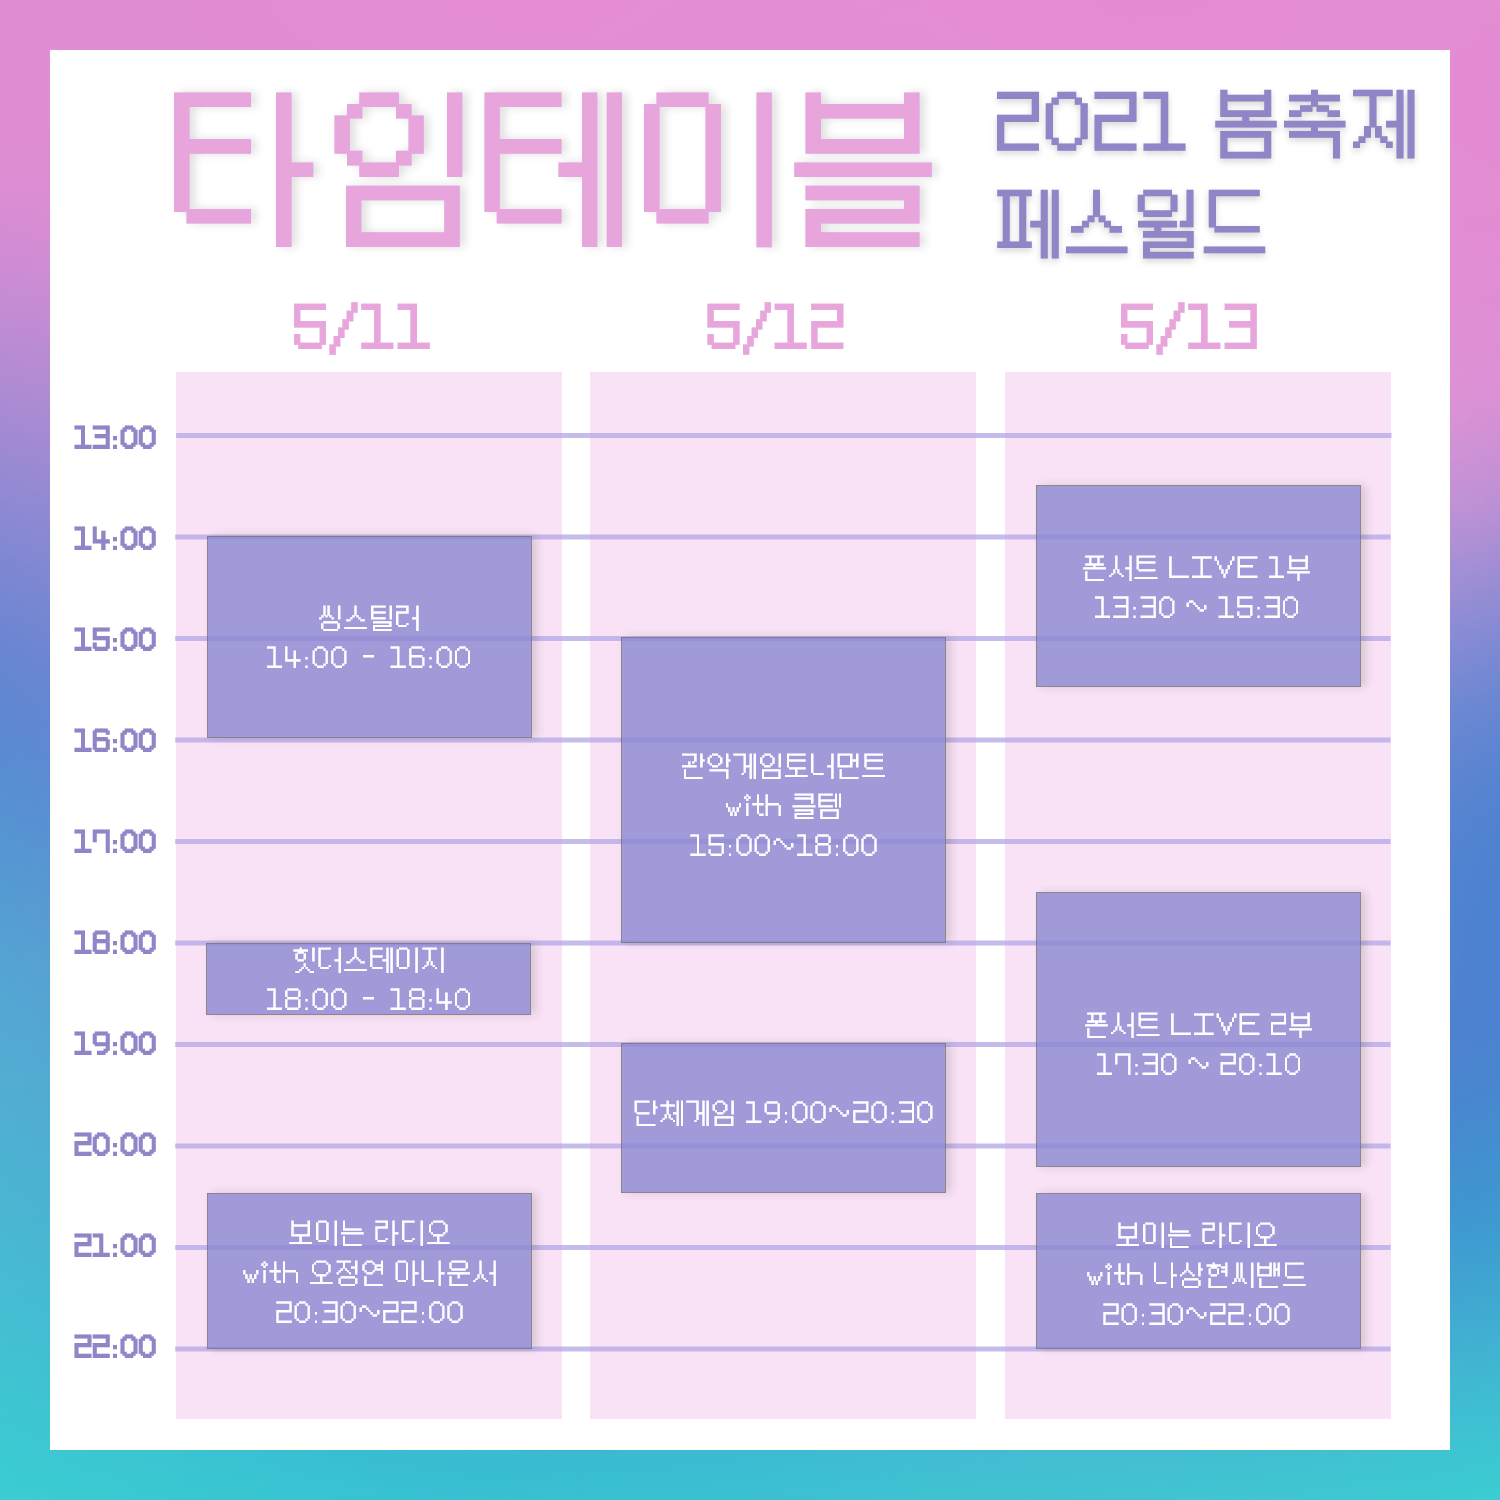 타임테이블
2021 봄축제
페스월드
5/11
5/12
5/13
13:00
14:00
15:00
16:00
17:00
18:00
19:00
20:00
21:00
22:00
씽스틸러
14:00 - 16:00
힛더스테이지
18:00 - 18:40
보이는 라디오
with 오정연 아나운서
20:30~22:00
관악게임토너먼트
with 클템
15:00~18:00
단체게임 19:00~20:30
폰서트 LIVE 1부
13:30 ~ 15:30
폰서트 LIVE 2부
17:30 ~ 20:10
보이는 라디오
with 나상현씨밴드
20:30~22:00